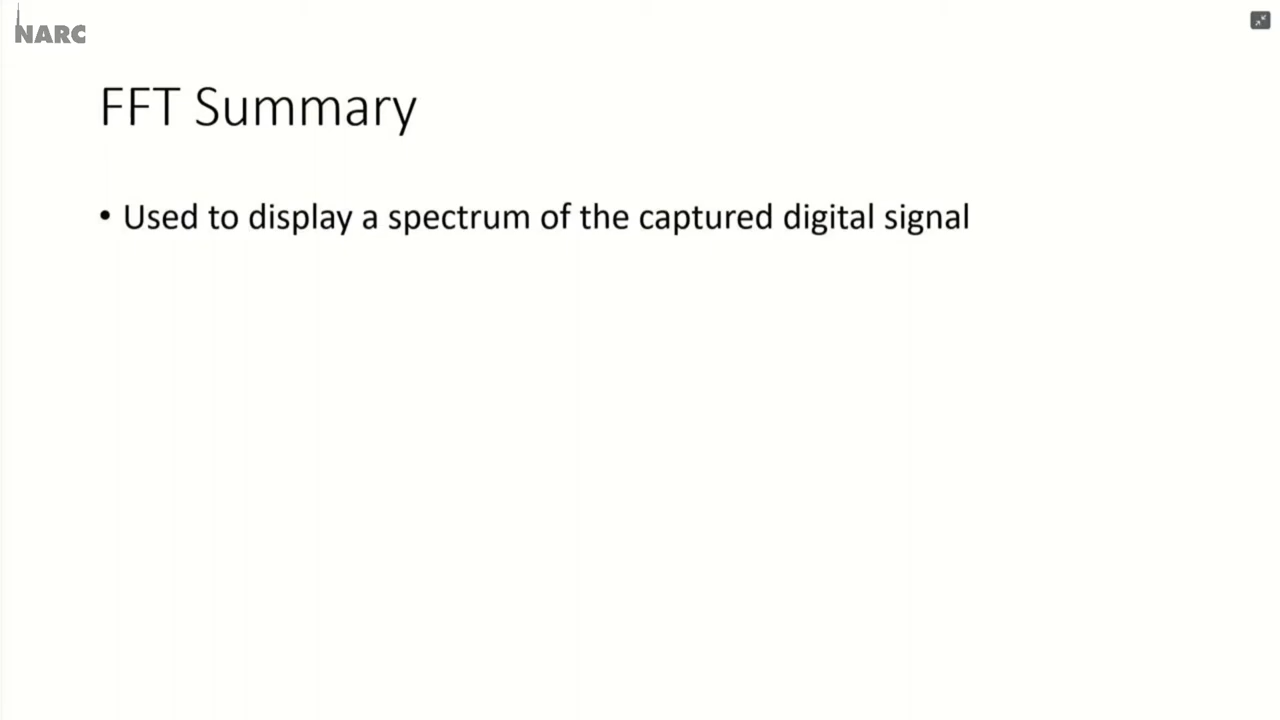 NARC
FFT Summary
• Used to display a spectrum of the captured digital signal